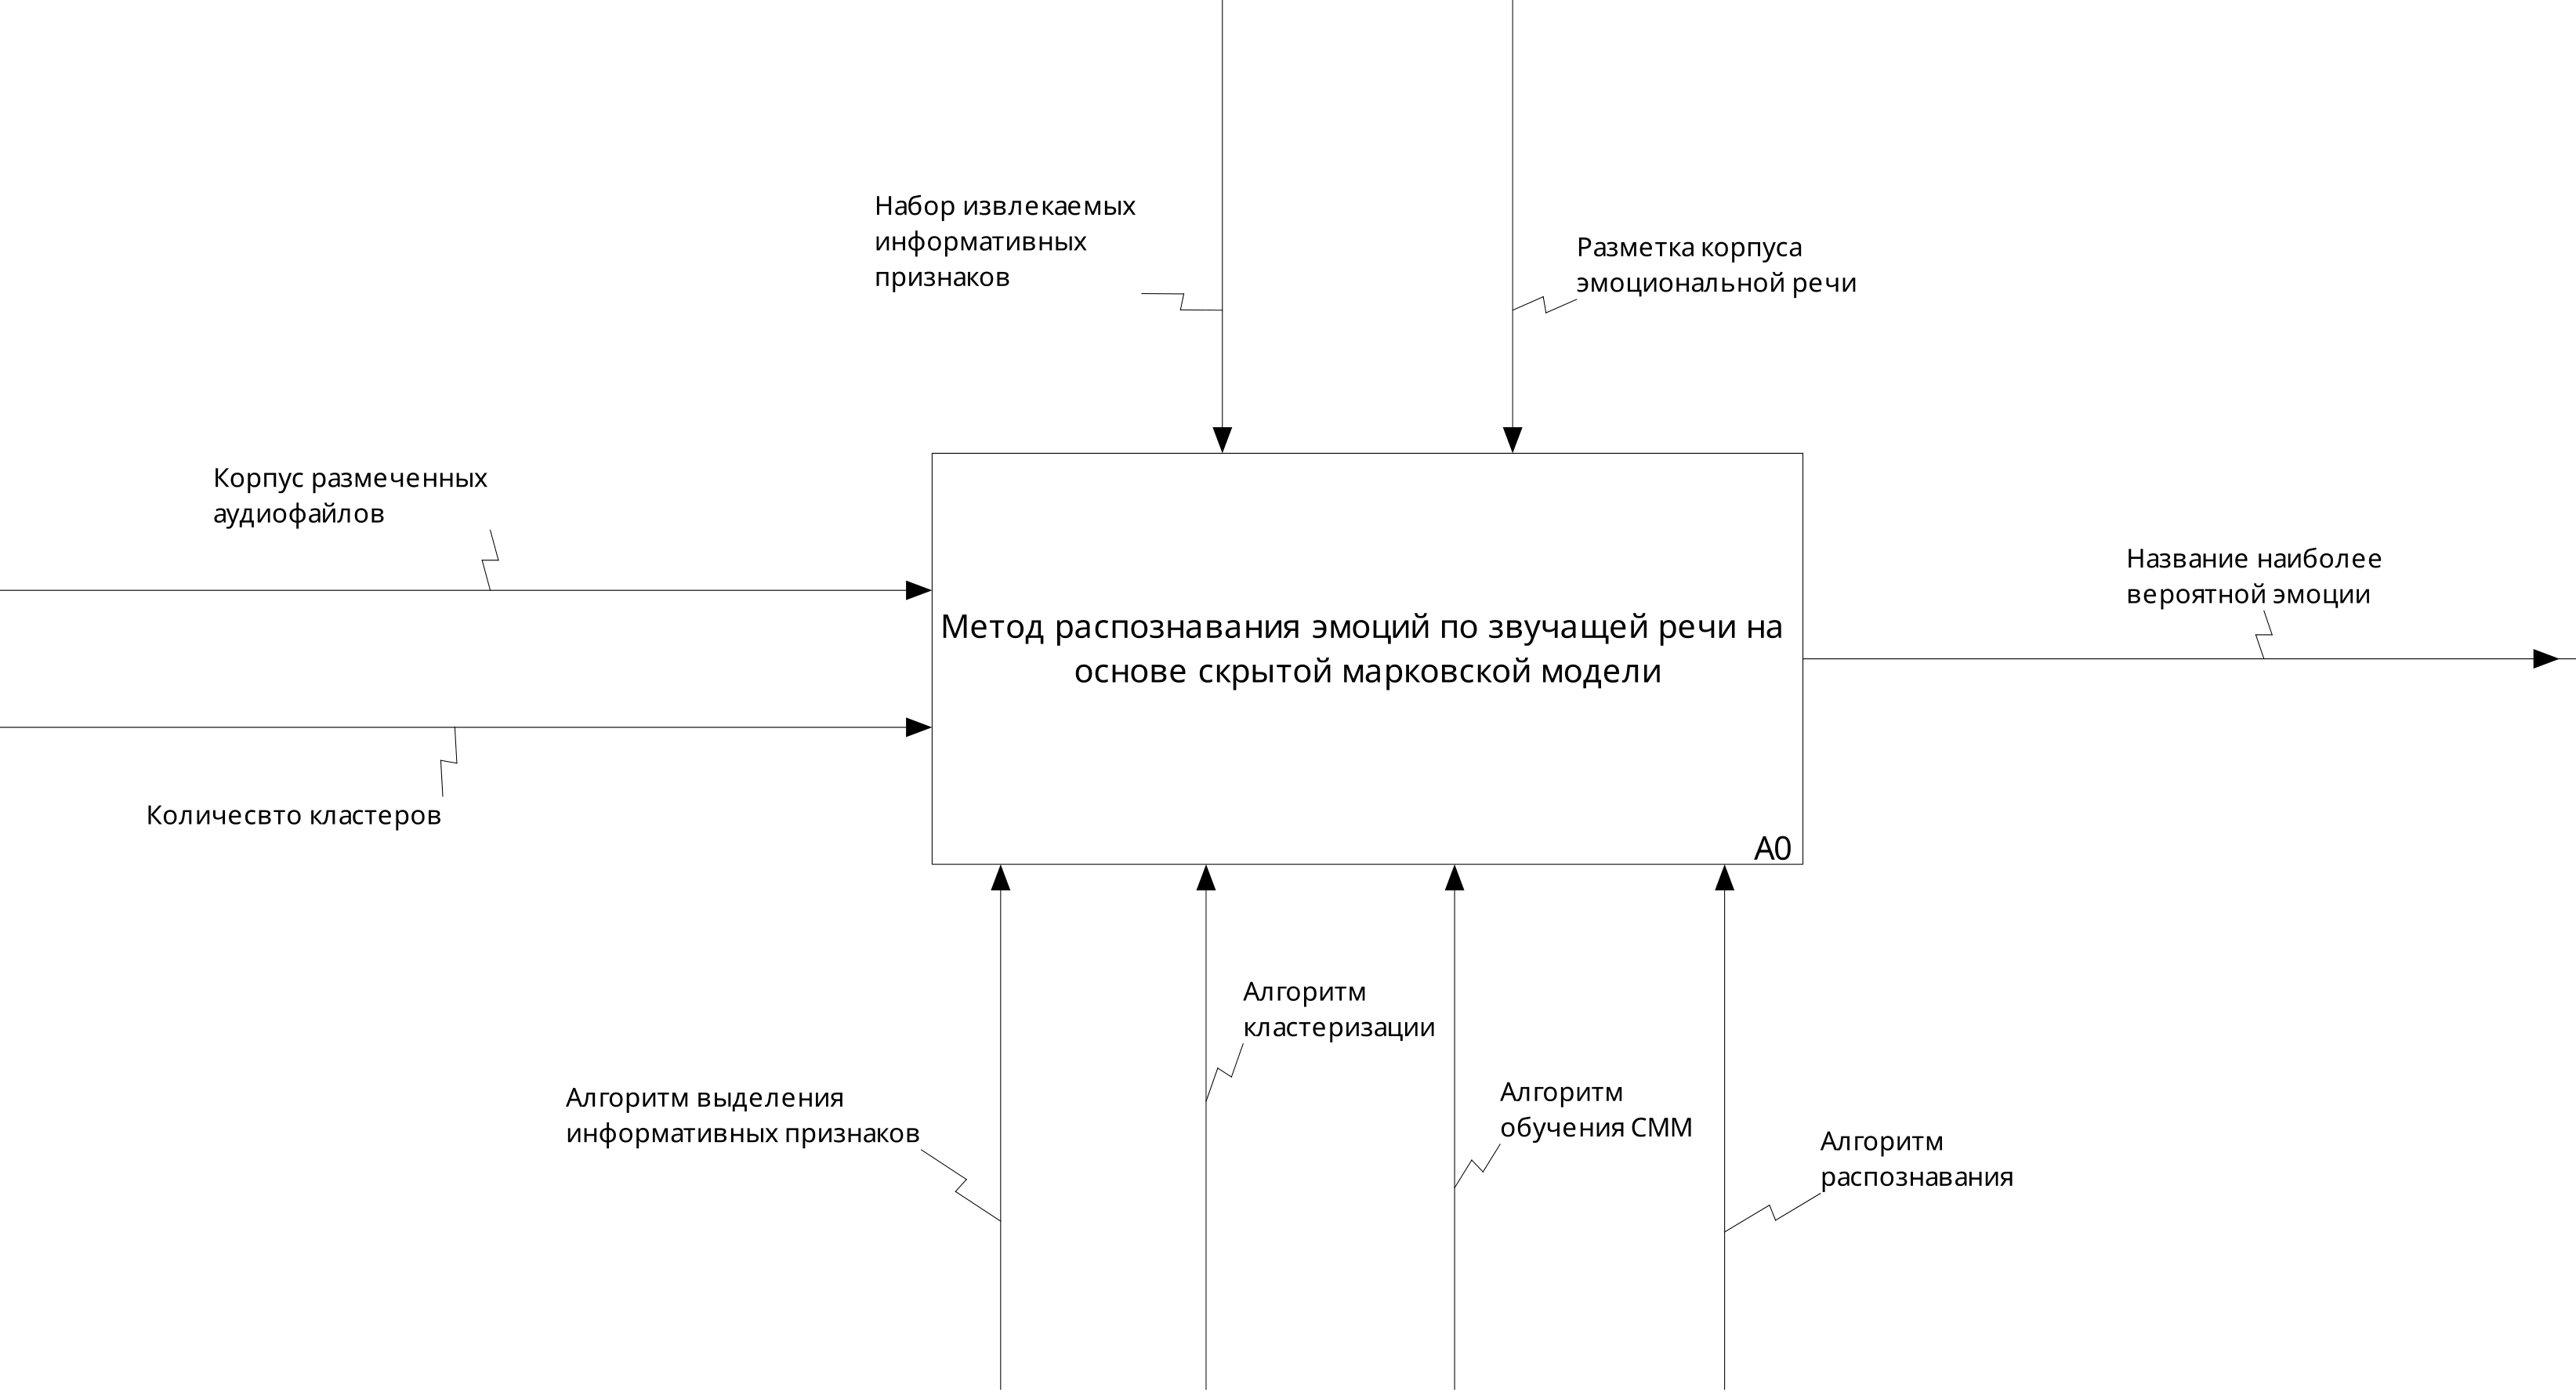 Набор извлекаемых
информативных
признаков
Разметка корпуса
эмоциональной речи
Корпус размеченных
аудиофайлов
Название наиболее
вероятной эмоции
Метод распознавания эмоций по звучащей речи на
основе скрытой марковской модели
Количесвто кластеров
A0
Алгоритм
кластеризации
Алгоритм выделения
информативных признаков
Алгоритм
обучения СММ
Алгоритм
распознавания